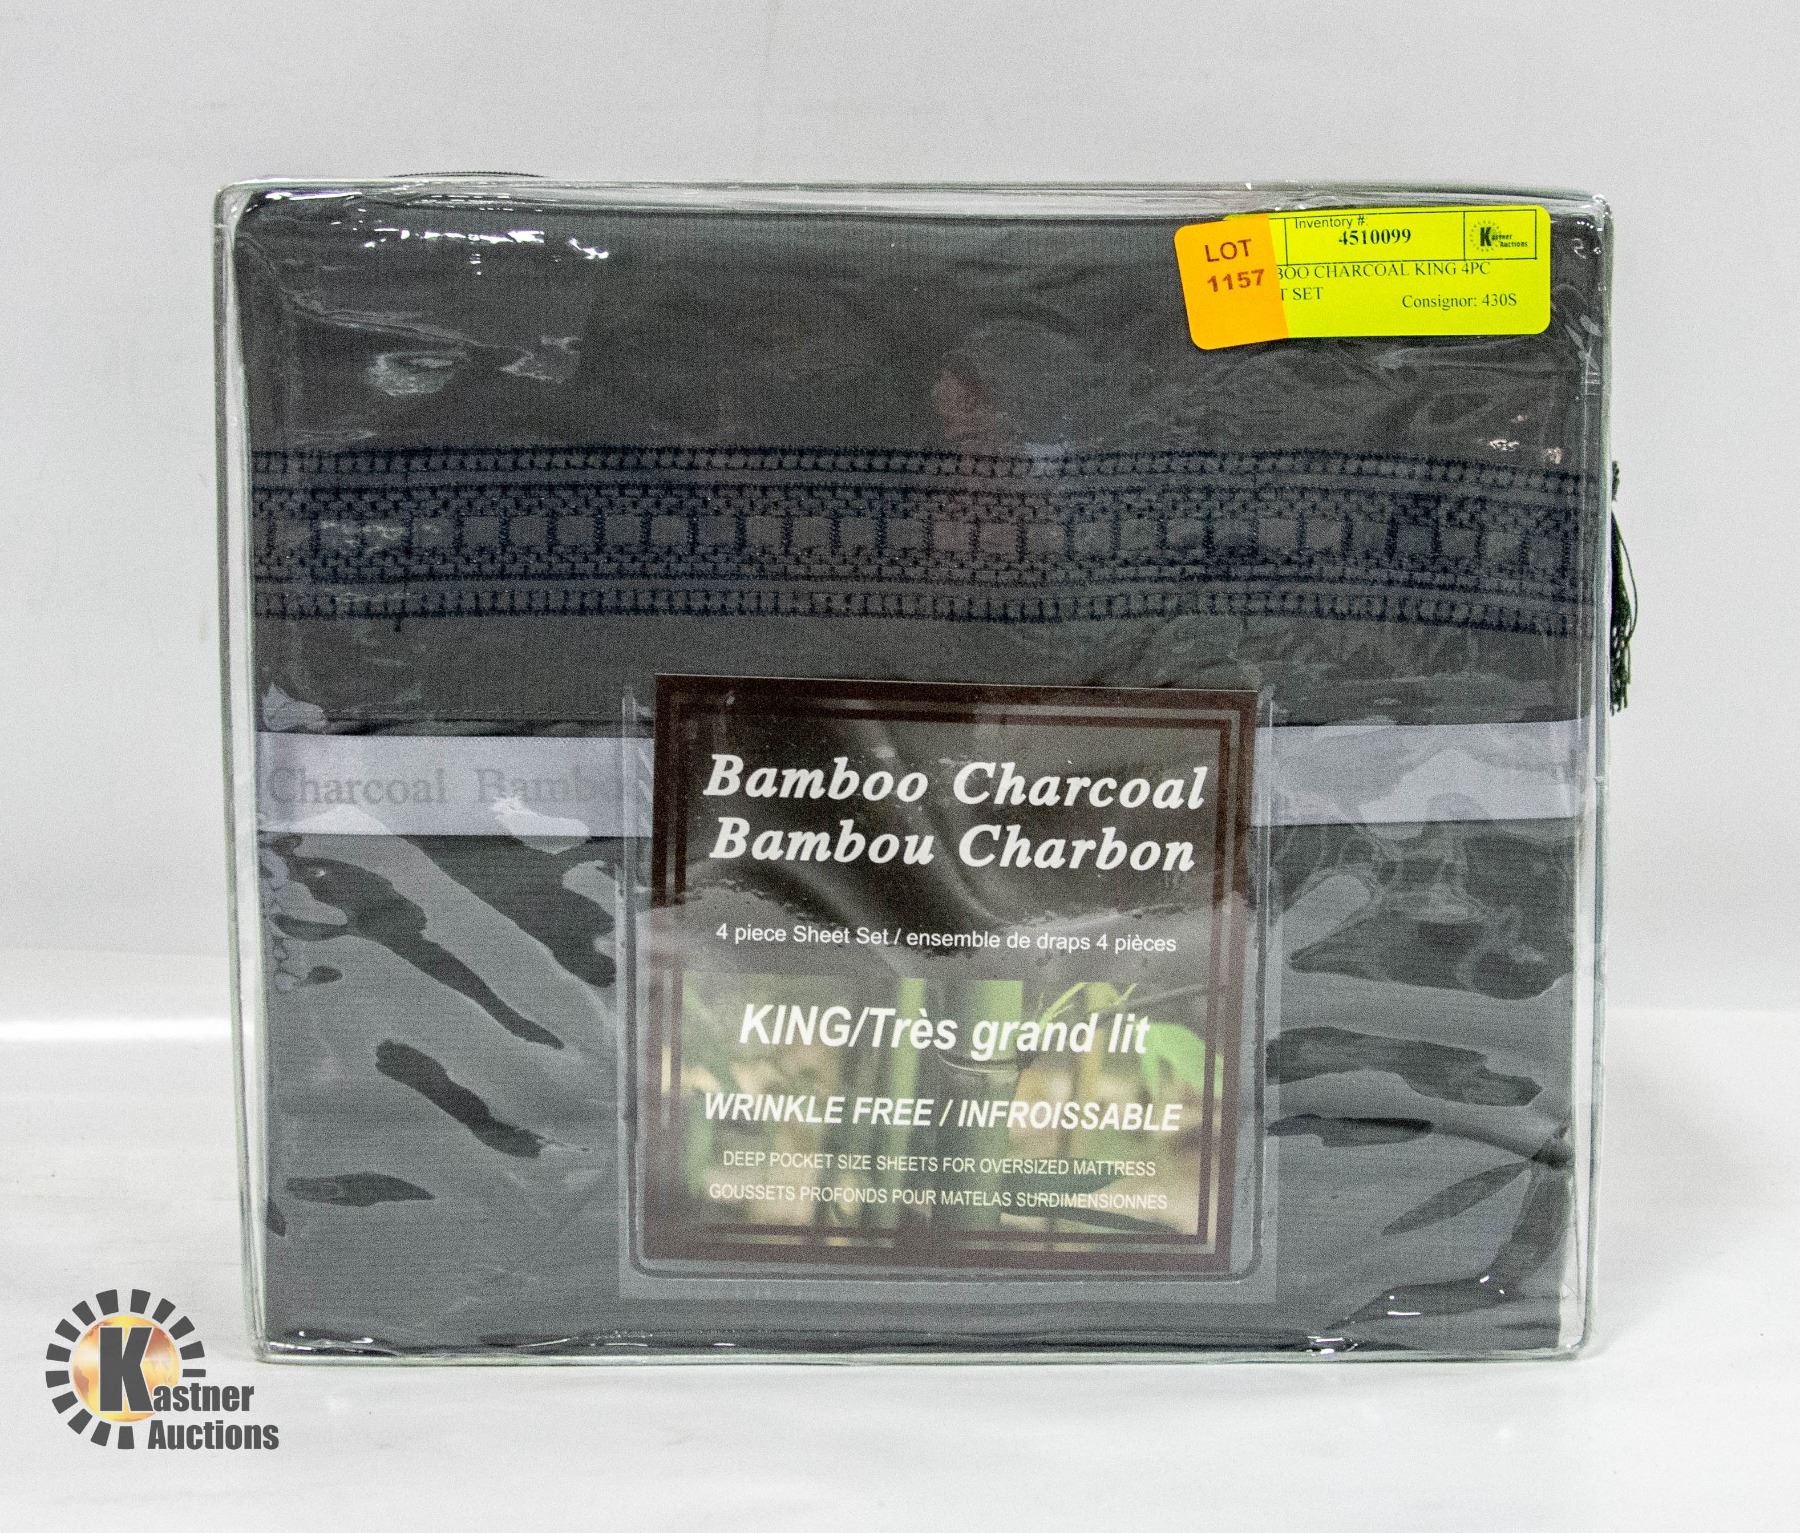 Inventory #:
4510099
Kastner
Auctions
LOT
1157
BOO CHARCOAL KING 4PC
T SET
Consignor: 430S
Charcoal Bamboo
Bamboo Charcoal
Bambou Charbon
4 piece Sheet Set / ensemble de draps 4 pièces
KING/Très grand lit
WRINKLE FREE / INFROISSABLE
DEEP POCKET SIZE SHEETS FOR OVERSIZED MATTRESS
GOUSSETS PROFONDS POUR MATELAS SURDIMENSIONNES
Kastner
Auctions